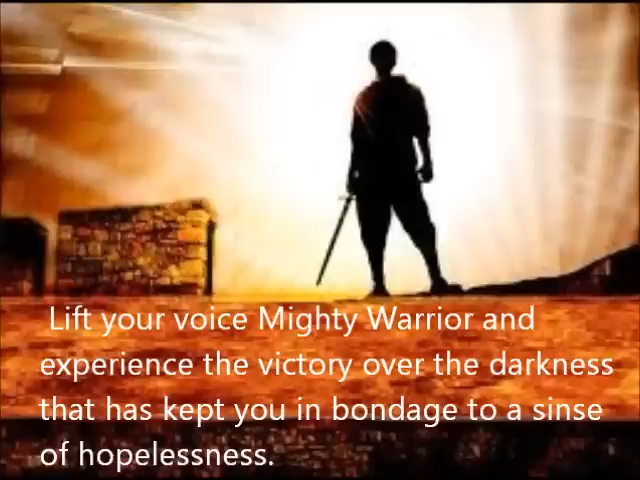 Lift your voice Mighty Warrior and
experience the victory over the darkness
that has kept you in bondage to a sinse
of hopelessness.